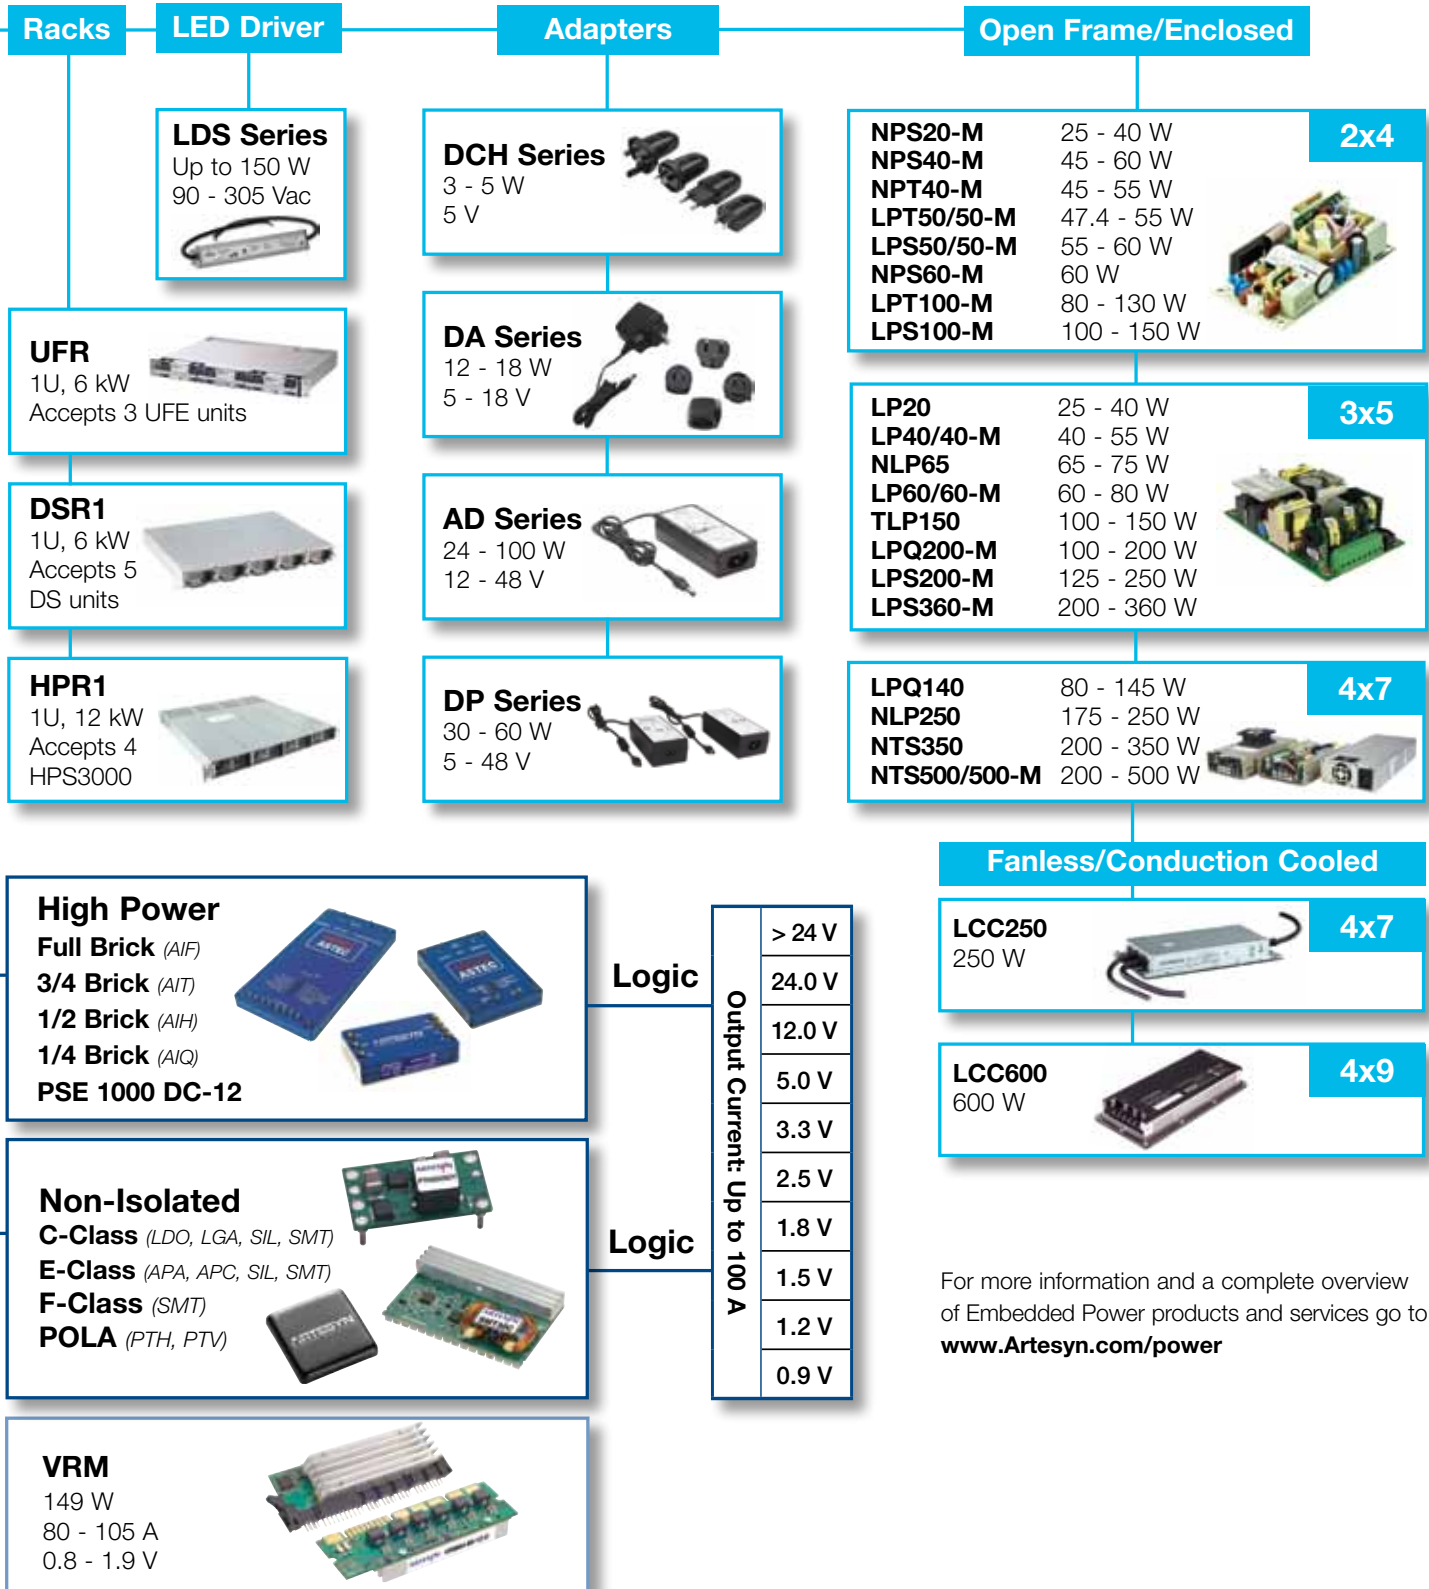 Racks
LED Driver
Adapters
Open Frame/Enclosed
LDS Series
Up to 150 W
90 - 305 Vac
UFR
1U, 6 kW
Accepts 3 UFE units
DSR1
1U, 6 kW
Accepts 5
DS units
HPR1
1U, 12 kW
Accepts 4
HPS3000
DCH Series
3 - 5 W
5 V
DA Series
12 - 18 W
5 - 18 V
AD Series
24 - 100 W
12 - 48 V
DP Series
30 - 60 W
5 - 48 V
2x4
NPS20-M 25 - 40 W
NPS40-M 45 - 60 W
NPT40-M 45 - 55 W
LPT50/50-M 47.4 - 55 W
LPS50/50-M 55 - 60 W
NPS60-M 60 W
LPT100-M 80 - 130 W
LPS100-M 100 - 150 W
3x5
LP20 25 - 40 W
LP40/40-M 40 - 55 W
NLP65 65 - 75 W
LP60/60-M 60 - 80 W
TLP150 100 - 150 W
LPQ200-M 100 - 200 W
LPS200-M 125 - 250 W
LPS360-M 200 - 360 W
4x7
LPQ140 80 - 145 W
NLP250 175 - 250 W
NTS350 200 - 350 W
NTS500/500-M 200 - 500 W
Fanless/Conduction Cooled
LCC250
250 W
4x7
LCC600
600 W
4x9
High Power
Full Brick (AIF)
3/4 Brick (AIT)
1/2 Brick (AIH)
1/4 Brick (AIQ)
PSE 1000 DC-12
ASTEC
ASTEC
ARTESYN
Logic
Non-Isolated
C-Class (LDO, LGA, SIL, SMT)
E-Class (APA, APC, SIL, SMT)
F-Class (SMT)
POLA (PTH, PTV)
ARTESYN
Logic
Output Current: Up to 100 A
> 24 V
24.0 V
12.0 V
5.0 V
3.3 V
2.5 V
1.8 V
1.5 V
1.2 V
0.9 V
VRM
149 W
80 - 105 A
0.8 - 1.9 V
For more information and a complete overview
of Embedded Power products and services go to
www.Artesyn.com/power